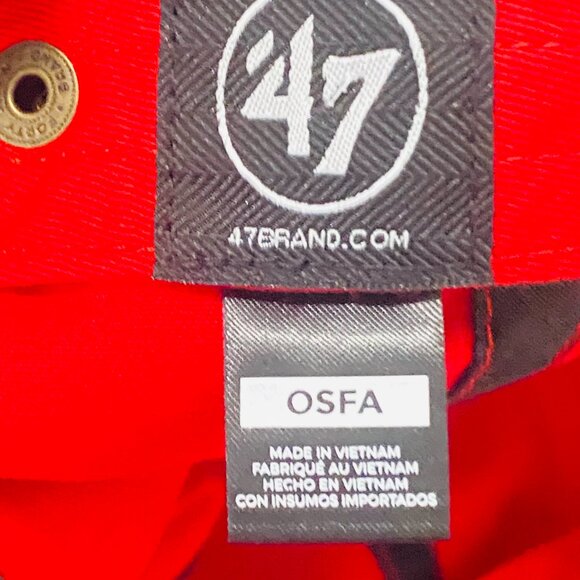 '47
47BRAND.COM
OSFA
MADE IN VIETNAM
FABRIQUÉ AU VIETNAM
HECHO EN VIETNAM
CON INSUMOS IMPORTADOS